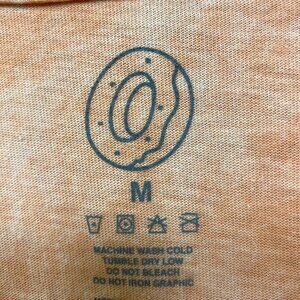 M
MACHINE WASH COLD
TUMBLE DRY LOW
DO NOT BLEACH
DO NOT IRON GRAPHIC